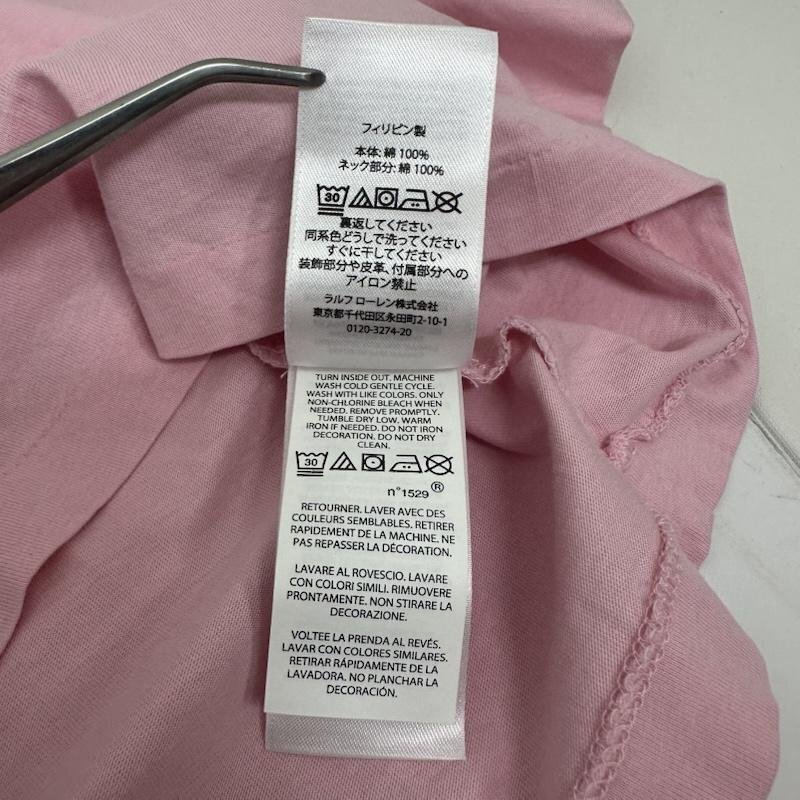 フィリピン製
本体: 綿 100%
ネック部分: 綿 100%
30
裏返してください
同系色どうしで洗ってください
すぐに干してください
装飾部分や皮革、付属部分への
アイロン禁止
ラルフ ローレン株式会社
東京都千代田区永田町2-10-1
0120-3274-20
TURN INSIDE OUT. MACHINE
WASH COLD GENTLE CYCLE.
WASH WITH LIKE COLORS. ONLY
NON-CHLORINE BLEACH WHEN
NEEDED. REMOVE PROMPTLY.
TUMBLE DRY LOW. WARM
IRON IF NEEDED. DO NOT IRON
DECORATION. DO NOT DRY
CLEAN.
30
n°1529 ®
RETOURNER. LAVER AVEC DES
COULEURS SEMBLABLES. RETIRER
RAPIDEMENT DE LA MACHINE. NE
PAS REPASSER LA DÉCORATION.
LAVARE AL ROVESCIO. LAVARE
CON COLORI SIMILI. RIMUOVERE
PRONTAMENTE. NON STIRARE LA
DECORAZIONE.
VOLTEE LA PRENDA AL REVÉS.
LAVAR CON COLORES SIMILARES.
RETIRAR RÁPIDAMENTE DE LA
LAVADORA. NO PLANCHAR LA
DECORACIÓN.